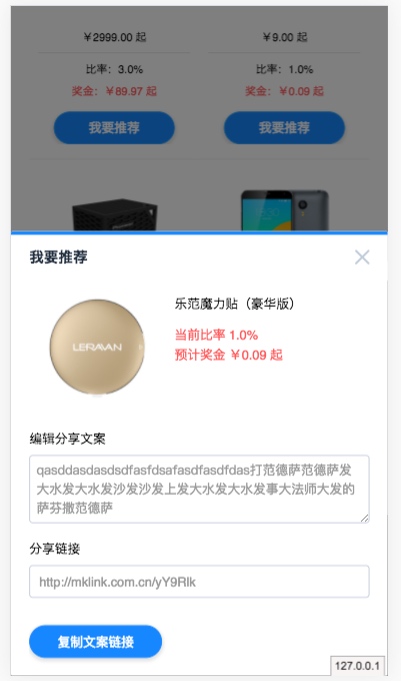 ￥2999.00 起
￥9.00 起
比率：3.0%
比率：1.0%
奖金：￥89.97 起
奖金：￥0.09 起
我要推荐
我要推荐
我要推荐
LERAVAN
乐范魔力贴（豪华版）
当前比率 1.0%
预计奖金 ￥0.09 起
编辑分享文案
qasddasdasdsdfasfdsafasdfasdfdas打范德萨范德萨发
大水发大水发沙发沙发上发大水发大水发事大法师大发的
萨芬撒范德萨
分享链接
http://mklink.com.cn/yY9Rlk
复制文案链接
127.0.0.1